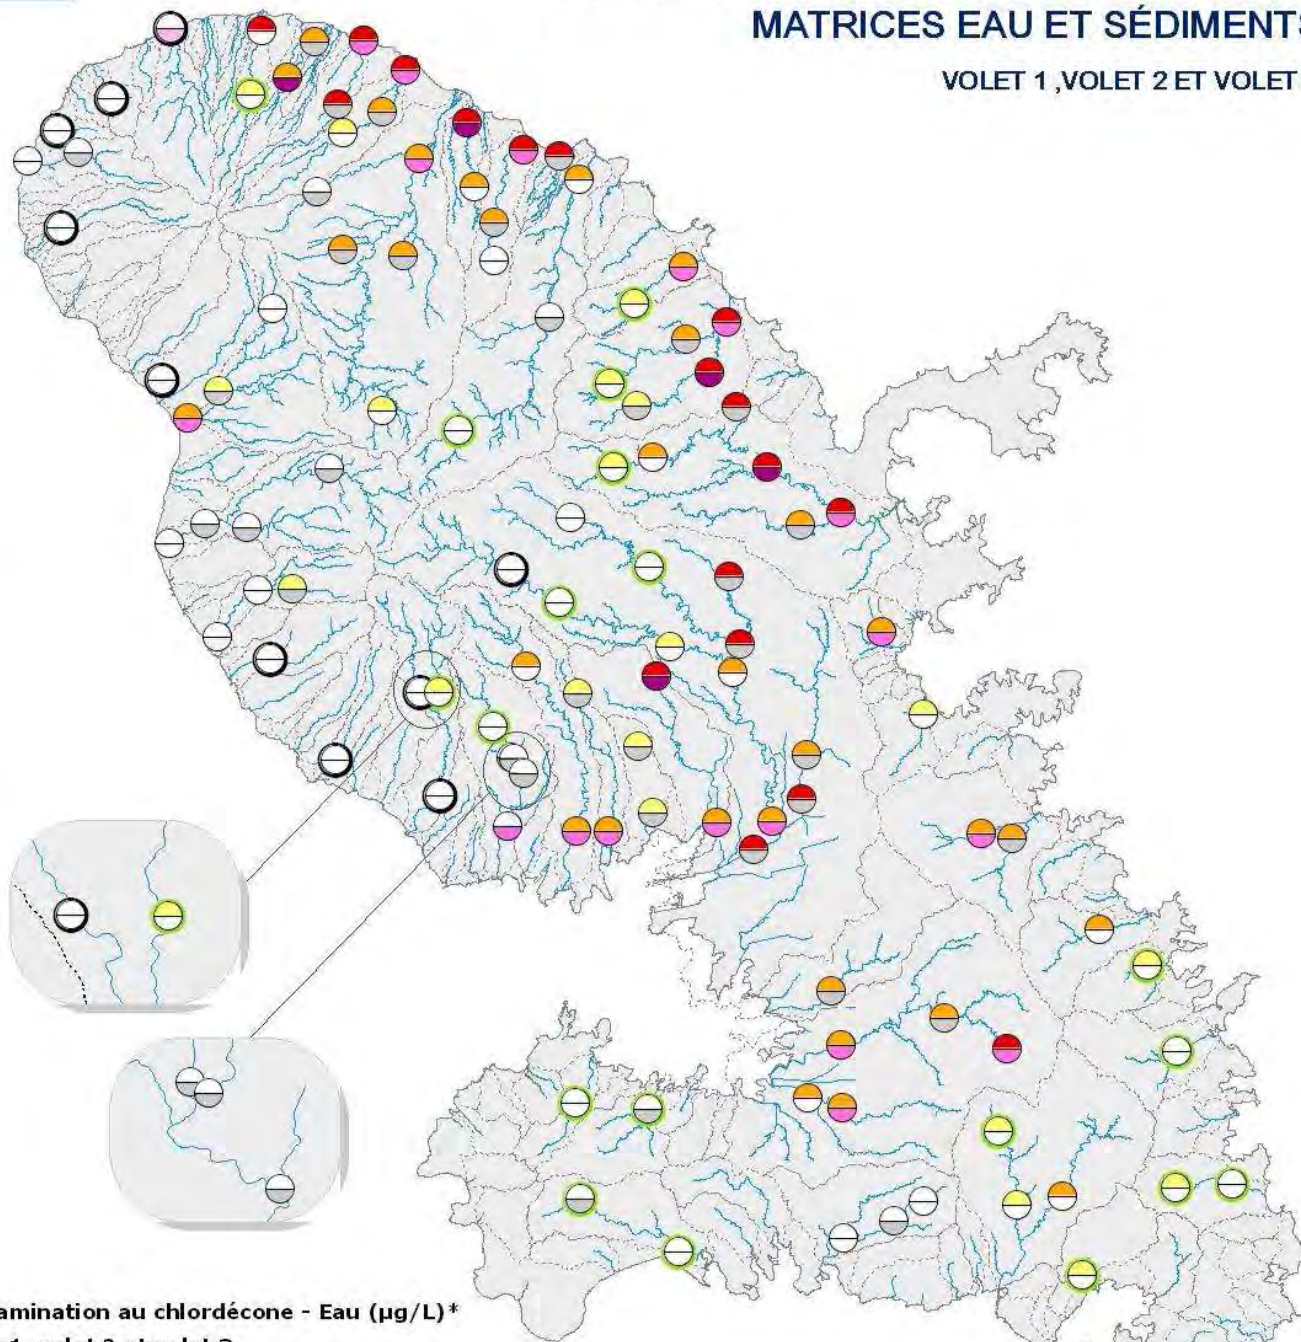 MATRICES EAU ET SÉDIMENTS
VOLET 1 ,VOLET 2 ET VOLET
amination au chlordécone - Eau (µg/L)*